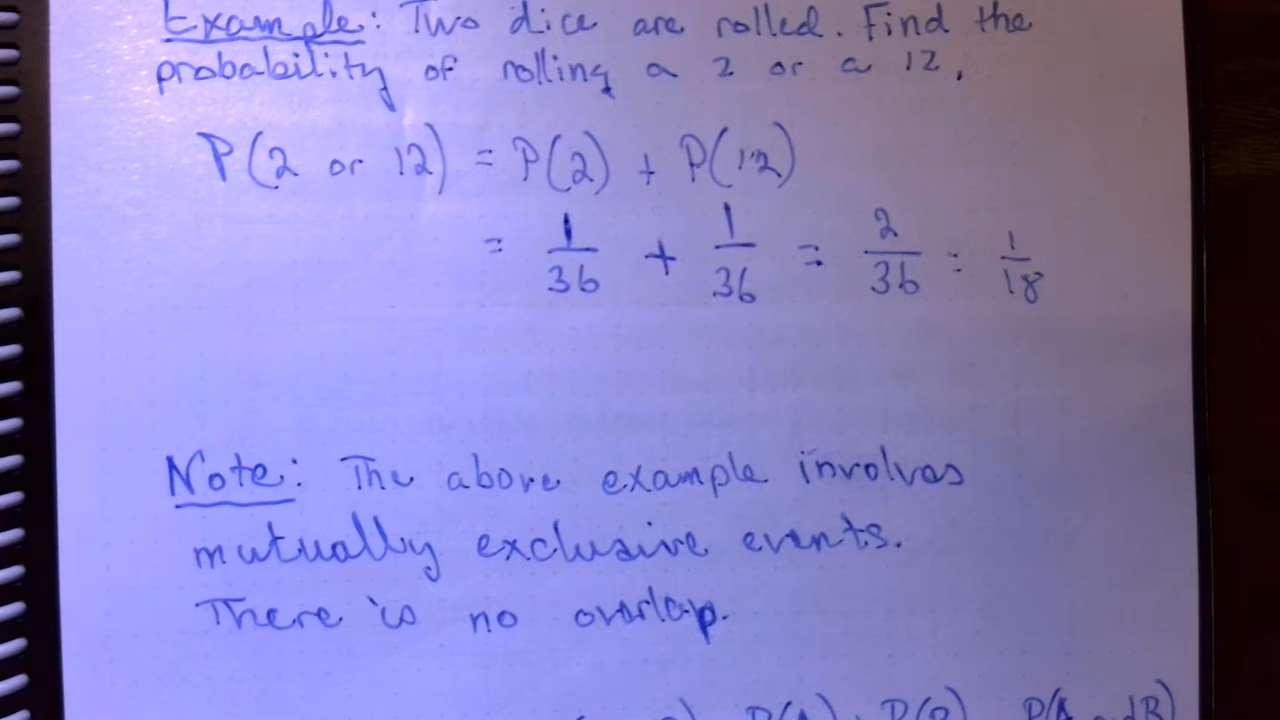 Example: Two dice are rolled. Find the
probability of rolling a 2 or a 12.
P(2 or 12) = P(2) + P(12)
= 1/36 + 1/36 = 2/36 = 1/18
Note: The above example involves
mutually exclusive events.
There is no overlap.
P(A) P(B) P(A and B)